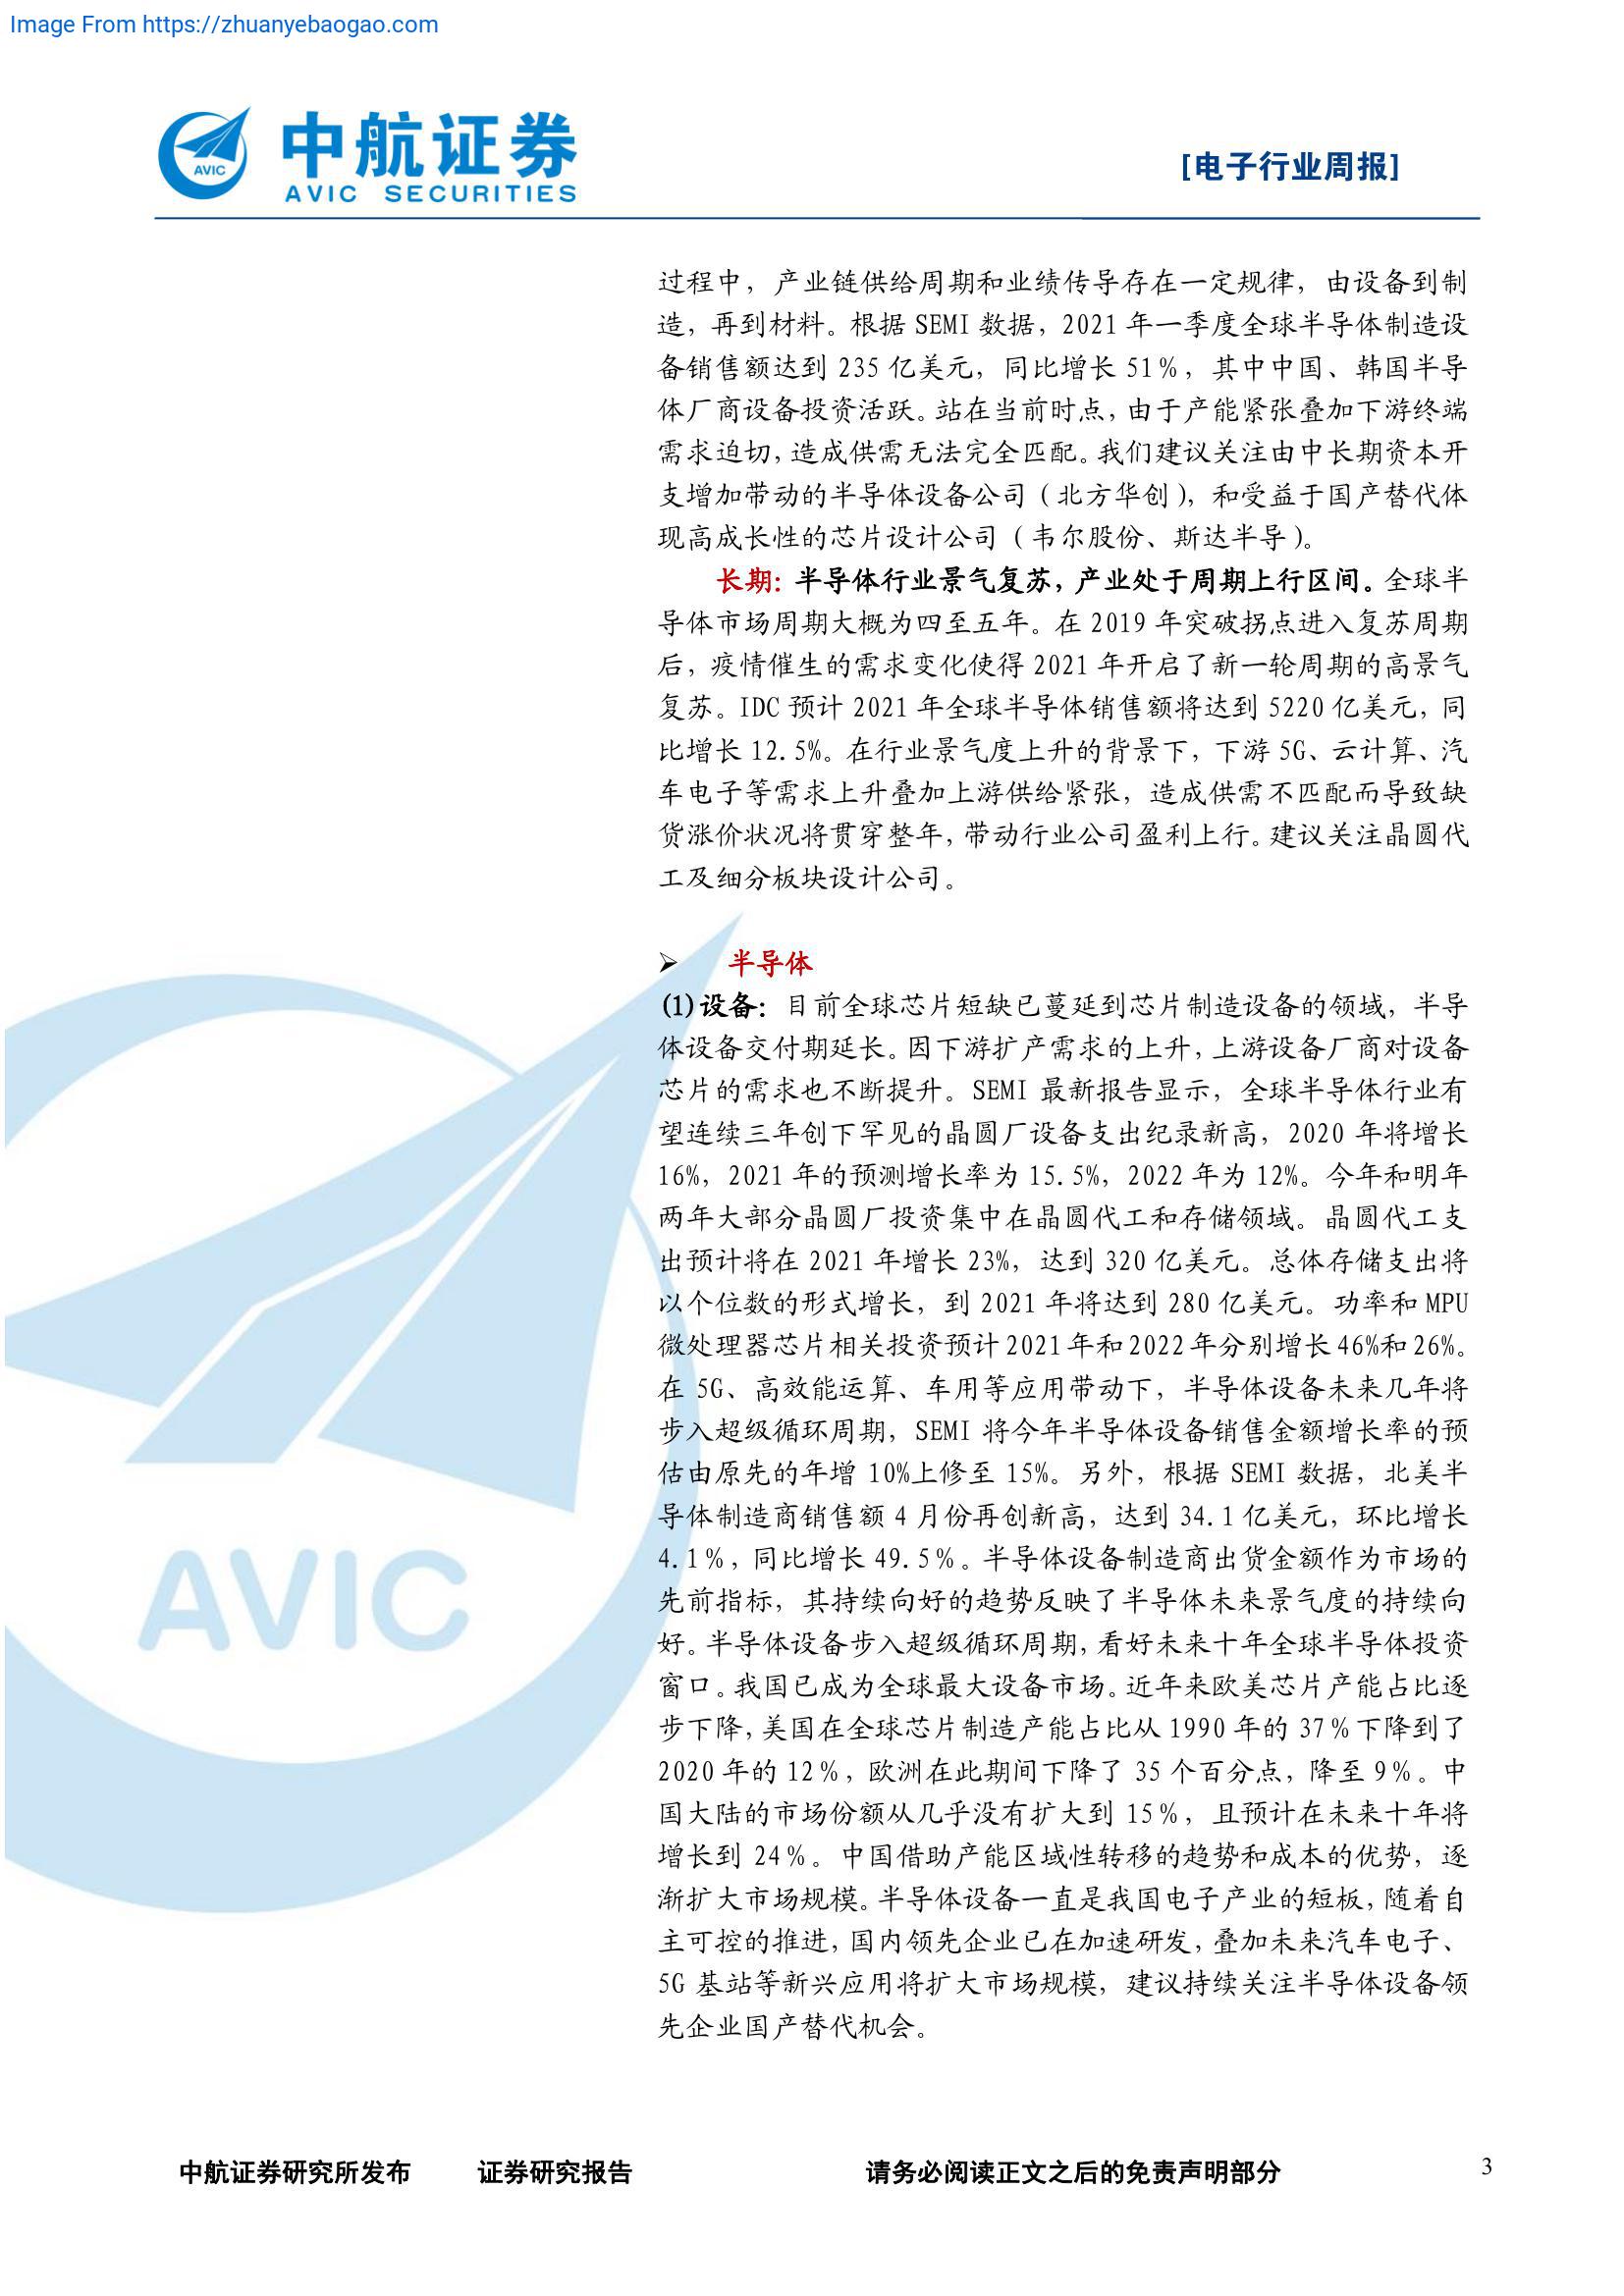 Image From https://zhuanyebaogao.com
中航证券
AVIC SECURITIES
AVIC
[电子行业周报]
过程中，产业链供给周期和业绩传导存在一定规律，由设备到制
造，再到材料。根据 SEMI 数据，2021 年一季度全球半导体制造设
备销售额达到 235 亿美元，同比增长 51%，其中中国、韩国半导
体厂商设备投资活跃。站在当前时点，由于产能紧张叠加下游终端
需求迫切，造成供需无法完全匹配。我们建议关注由中长期资本开
支增加带动的半导体设备公司（北方华创），和受益于国产替代体
现高成长性的芯片设计公司（韦尔股份、斯达半导）。
长期：半导体行业景气复苏，产业处于周期上行区间。全球半
导体市场周期大概为四至五年。在 2019 年突破拐点进入复苏周期
后，疫情催生的需求变化使得 2021 年开启了新一轮周期的高景气
复苏。IDC 预计 2021 年全球半导体销售额将达到 5220 亿美元，同
比增长 12.5%。在行业景气度上升的背景下，下游 5G、云计算、汽
车电子等需求上升叠加上游供给紧张，造成供需不匹配而导致缺
货涨价状况将贯穿整年，带动行业公司盈利上行。建议关注晶圆代
工及细分板块设计公司。
➢ 半导体
(1)设备：目前全球芯片短缺已蔓延到芯片制造设备的领域，半导
体设备交付期延长。因下游扩产需求的上升，上游设备厂商对设备
芯片的需求也不断提升。SEMI 最新报告显示，全球半导体行业有
望连续三年创下罕见的晶圆厂设备支出纪录新高，2020 年将增长
16%，2021 年的预测增长率为 15.5%，2022 年为 12%。今年和明年
两年大部分晶圆厂投资集中在晶圆代工和存储领域。晶圆代工支
出预计将在 2021 年增长 23%，达到 320 亿美元。总体存储支出将
以个位数的形式增长，到 2021 年将达到 280 亿美元。功率和 MPU
微处理器芯片相关投资预计 2021 年和 2022 年分别增长 46%和 26%。
在 5G、高效能运算、车用等应用带动下，半导体设备未来几年将
步入超级循环周期，SEMI 将今年半导体设备销售金额增长率的预
估由原先的年增 10%上修至 15%。另外，根据 SEMI 数据，北美半
导体制造商销售额 4 月份再创新高，达到 34.1 亿美元，环比增长
4.1%，同比增长 49.5%。半导体设备制造商出货金额作为市场的
先前指标，其持续向好的趋势反映了半导体未来景气度的持续向
好。半导体设备步入超级循环周期，看好未来十年全球半导体投资
窗口。我国已成为全球最大设备市场。近年来欧美芯片产能占比逐
步下降，美国在全球芯片制造产能占比从 1990 年的 37%下降到了
2020 年的 12%，欧洲在此期间下降了 35 个百分点，降至 9%。中
国大陆的市场份额从几乎没有扩大到 15%，且预计在未来十年将
增长到 24%。中国借助产能区域性转移的趋势和成本的优势，逐
渐扩大市场规模。半导体设备一直是我国电子产业的短板，随着自
主可控的推进，国内领先企业已在加速研发，叠加未来汽车电子、
5G 基站等新兴应用将扩大市场规模，建议持续关注半导体设备领
先企业国产替代机会。
AVIC
中航证券研究所发布 证券研究报告 请务必阅读正文之后的免责声明部分 3